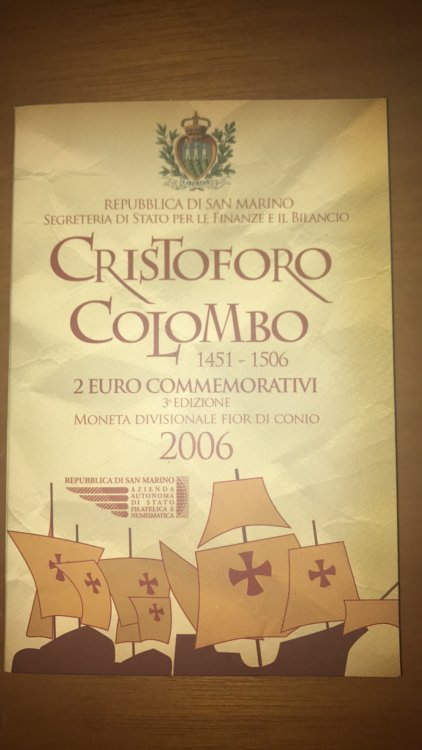 LIBERTAS
REPUBBLICA DI SAN MARINO
SEGRETERIA DI STATO PER LE FINANZE E IL BILANCIO
CRISTOFORO
COLOMBO
1451 - 1506
2 EURO COMMEMORATIVI
3ª EDIZIONE
MONETA DIVISIONALE FIOR DI CONIO
2006
REPUBBLICA DI SAN MARINO
AZIENDA
AUTONOMA
DI STATO
FILATELICA E
NUMISMATICA